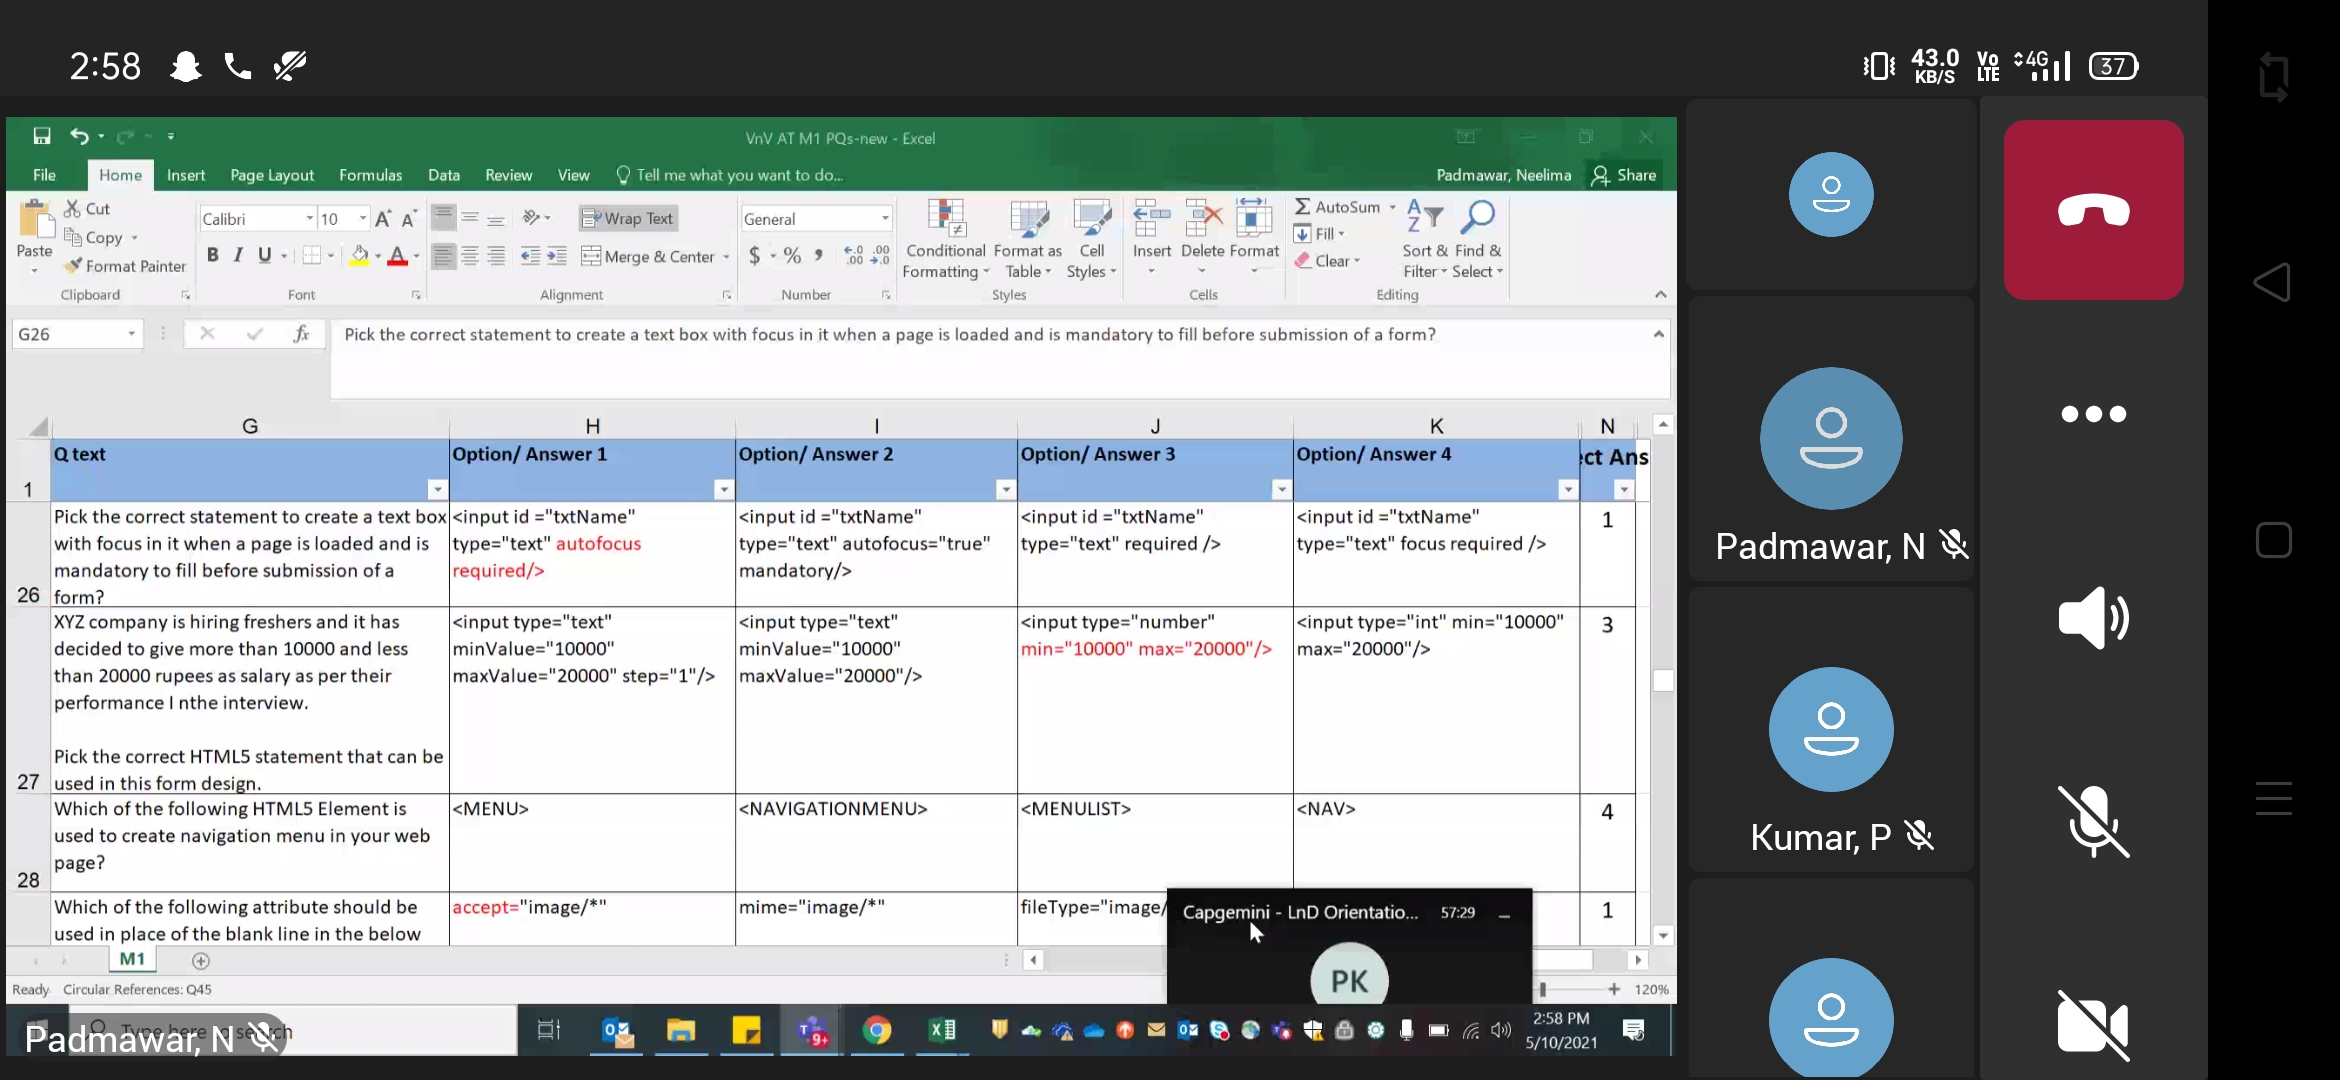 2:58
43.0
KB/S
Vo
LTE
4G
37
VnV AT M1 PQs-new - Excel
File
Home
Insert
Page Layout
Formulas
Data
Review
View
Tell me what you want to do...
Padmawar, Neelima
Share
Cut
Copy
Format Painter
Paste
Clipboard
Calibri
10
B I U
Font
Wrap Text
Merge & Center
Alignment
General
$ % ,
Number
Conditional
Formatting
Format as
Table
Cell
Styles
Styles
Insert
Delete
Format
Cells
AutoSum
Fill
Clear
Sort &
Filter
Find &
Select
Editing
G26
fx
Pick the correct statement to create a text box with focus in it when a page is loaded and is mandatory to fill before submission of a form?
G
H
I
J
K
N
1
Q text
Option/ Answer 1
Option/ Answer 2
Option/ Answer 3
Option/ Answer 4
ct Ans
26
Pick the correct statement to create a text box
with focus in it when a page is loaded and is
mandatory to fill before submission of a
form?
<input id ="txtName"
type="text" autofocus
required/>
<input id ="txtName"
type="text" autofocus="true"
mandatory/>
<input id ="txtName"
type="text" required />
<input id ="txtName"
type="text" focus required />
1
27
XYZ company is hiring freshers and it has
decided to give more than 10000 and less
than 20000 rupees as salary as per their
performance I nthe interview.
Pick the correct HTML5 statement that can be
used in this form design.
<input type="text"
minValue="10000"
maxValue="20000" step="1"/>
<input type="text"
minValue="10000"
maxValue="20000"/>
<input type="number"
min="10000" max="20000"/>
<input type="int" min="10000"
max="20000"/>
3
28
Which of the following HTML5 Element is
used to create navigation menu in your web
page?
<MENU>
<NAVIGATIONMENU>
<MENULIST>
<NAV>
4
Which of the following attribute should be
used in place of the blank line in the below
accept="image/*"
mime="image/*"
fileType="image/
1
Capgemini - LnD Orientatio...
57:29
PK
M1
Ready
Circular References: Q45
120%
Type here to search
9+
2:58 PM
5/10/2021
Padmawar, N
Padmawar, N
Kumar, P